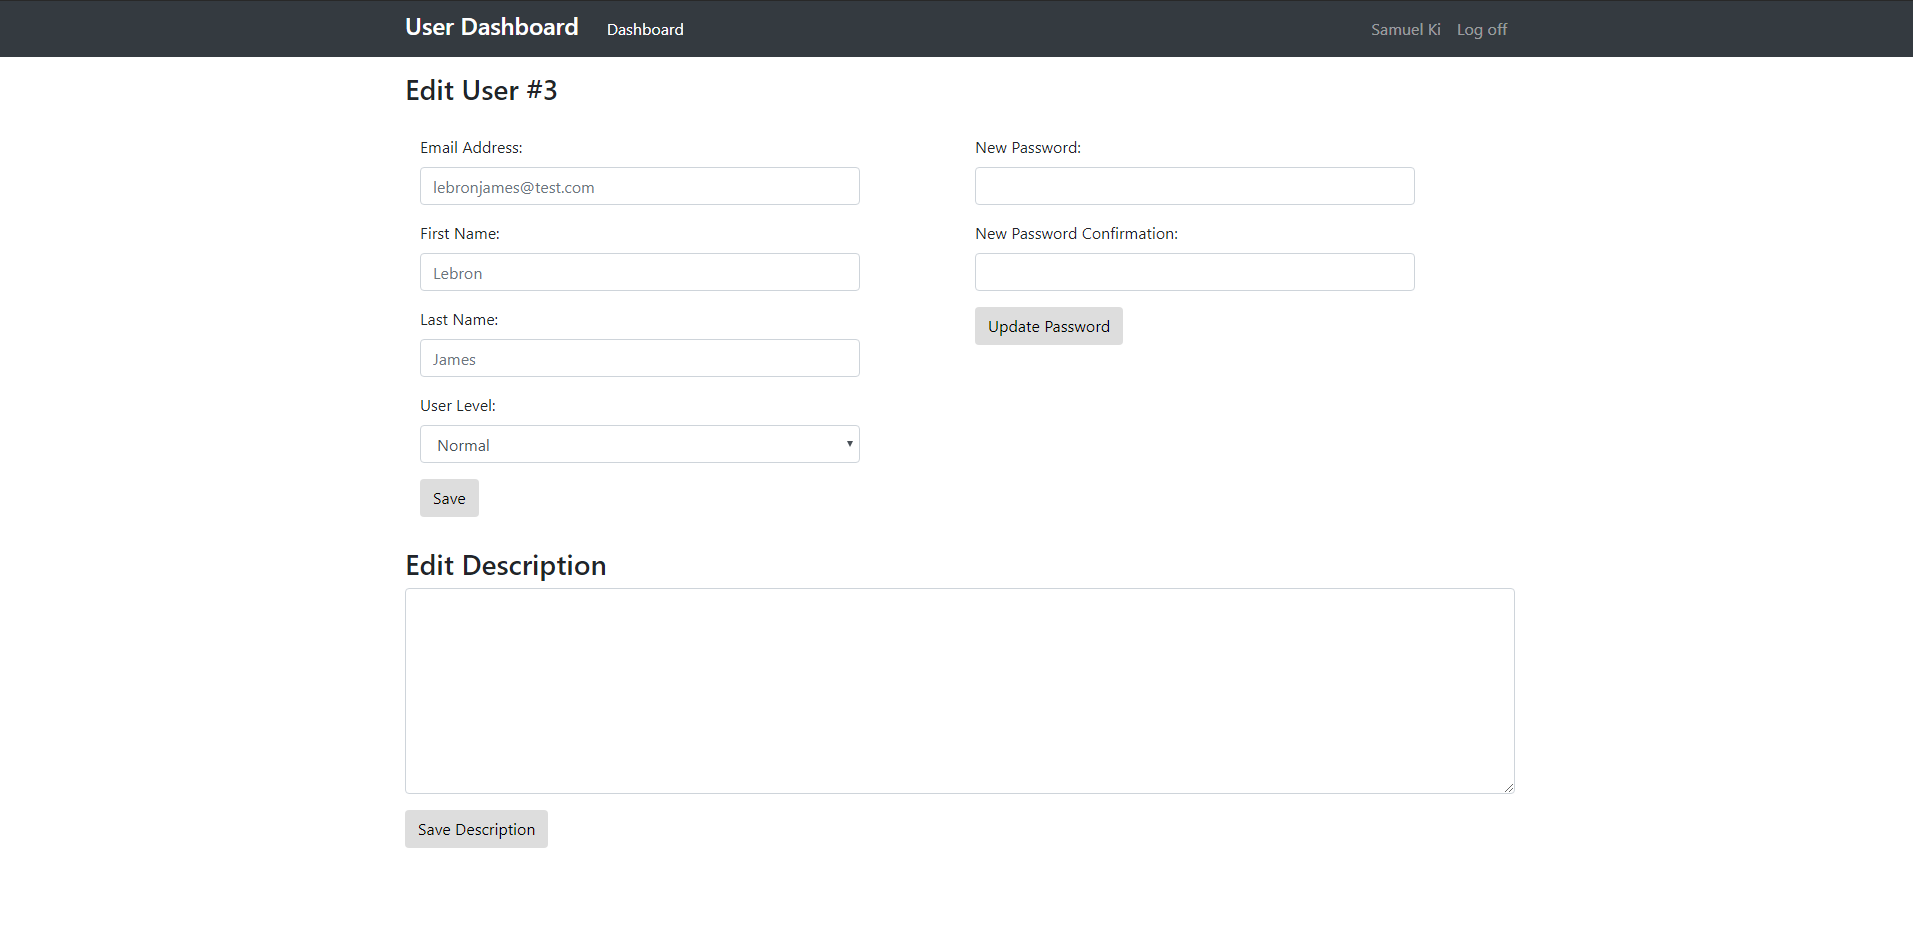 User Dashboard Dashboard Samuel Ki Log off
Edit User #3
Email Address:
lebronjames@test.com
First Name:
Lebron
Last Name:
James
User Level:
Normal
Save
New Password:
New Password Confirmation:
Update Password
Edit Description
Save Description